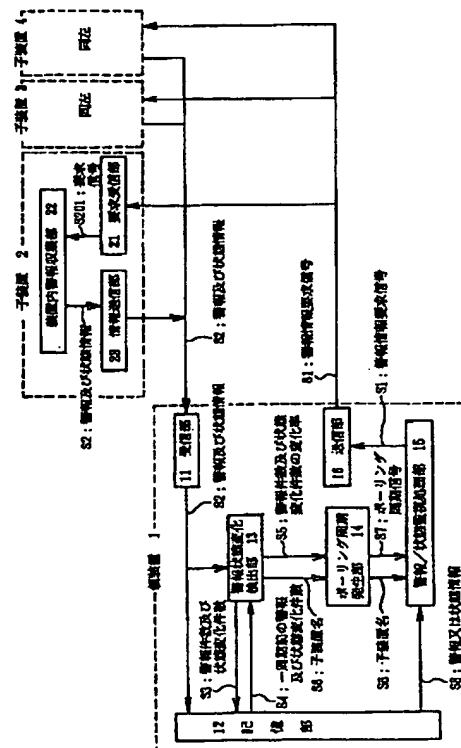 親装置 1
12 記憶部
11 受信部
S2：警報及び状態情報
警報状態変化
検出部 13
S3：警報件数及び
状態変化件数
S4：一周期前の警報
及び状態変化件数
S5：警報件数及び状態
変化件数の変化率
S6：子装置名
ポーリング周期
発生部 14
S6：子装置名
S7：ポーリング
周期信号
警報／状態監視処理部 15
S8：警報又は状態情報
16 送信部
S1：警報情報要求信号
S1：警報情報要求信号
S2：警報及び状態情報
子装置 2
装置内警報収集部 22
S201：要求
信号
21 要求受信部
23 情報送信部
S2：警報及び状態情報
子装置 3
同左
子装置 4
同左